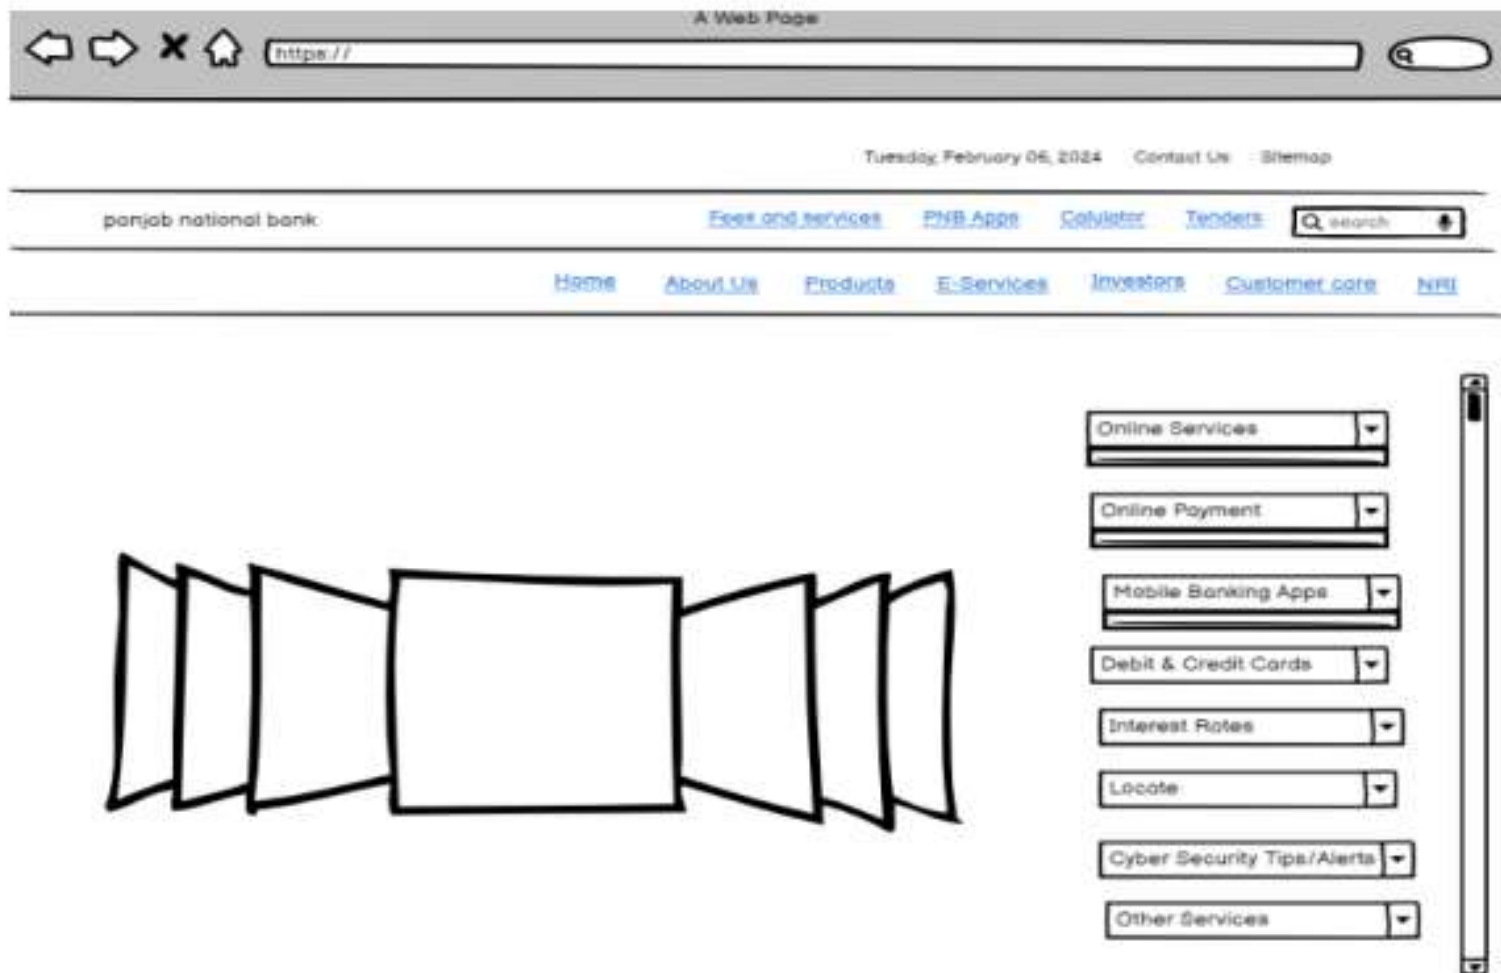 A Web Page
https://
Tuesday, February 06, 2024 Contact Us Sitemap
panjab national bank Fees and services PNB Apps Calulator Tenders search
Home About Us Products E-Services Investors Customer care NRI
Online Services
Online Payment
Mobile Banking Apps
Debit & Credit Cards
Interest Rates
Locate
Cyber Security Tips/Alerts
Other Services